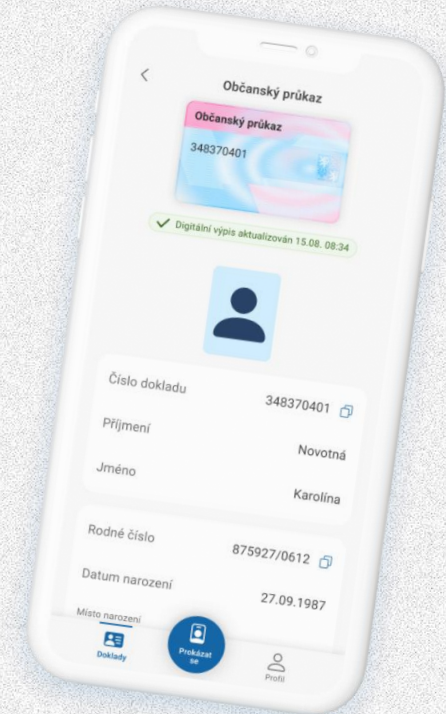 Občanský průkaz
Občanský průkaz
348370401
Digitální výpis aktualizován 15.08. 08:34
Číslo dokladu 348370401
Příjmení Novotná
Jméno Karolína
Rodné číslo 875927/0612
Datum narození 27.09.1987
Místo narození
Doklady Prokázat se Profil